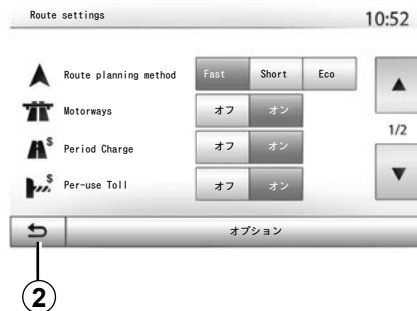 Route settings 10:52
Route planning method Fast Short Eco
Motorways オフ オン
1/2
$ Period Charge オフ オン
$ Per-use Toll オフ オン
オプション
2